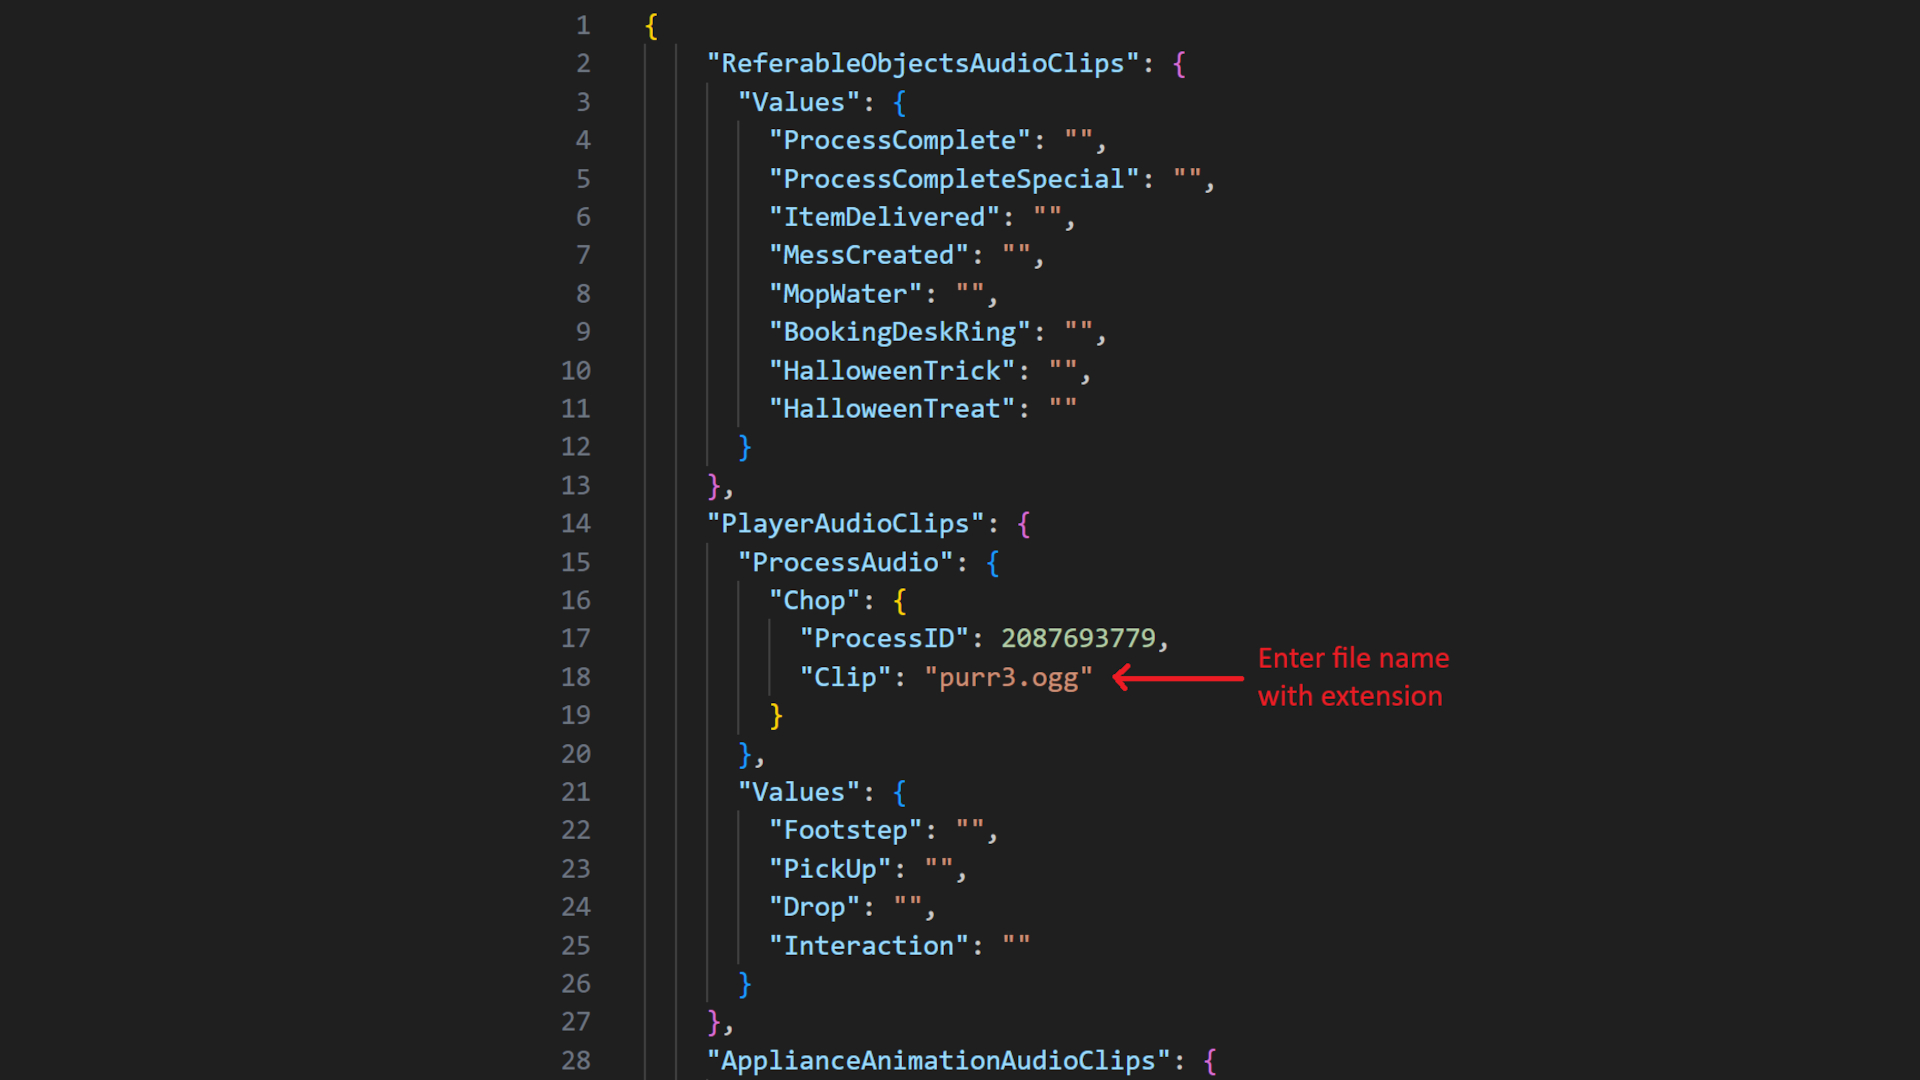 1 {
2 "ReferableObjectsAudioClips": {
3 "Values": {
4 "ProcessComplete": "",
5 "ProcessCompleteSpecial": "",
6 "ItemDelivered": "",
7 "MessCreated": "",
8 "MopWater": "",
9 "BookingDeskRing": "",
10 "HalloweenTrick": "",
11 "HalloweenTreat": ""
12 }
13 },
14 "PlayerAudioClips": {
15 "ProcessAudio": {
16 "Chop": {
17 "ProcessID": 2087693779,
18 "Clip": "purr3.ogg"
Enter file name
with extension
19 }
20 },
21 "Values": {
22 "Footstep": "",
23 "PickUp": "",
24 "Drop": "",
25 "Interaction": ""
26 }
27 },
28 "ApplianceAnimationAudioClips": {